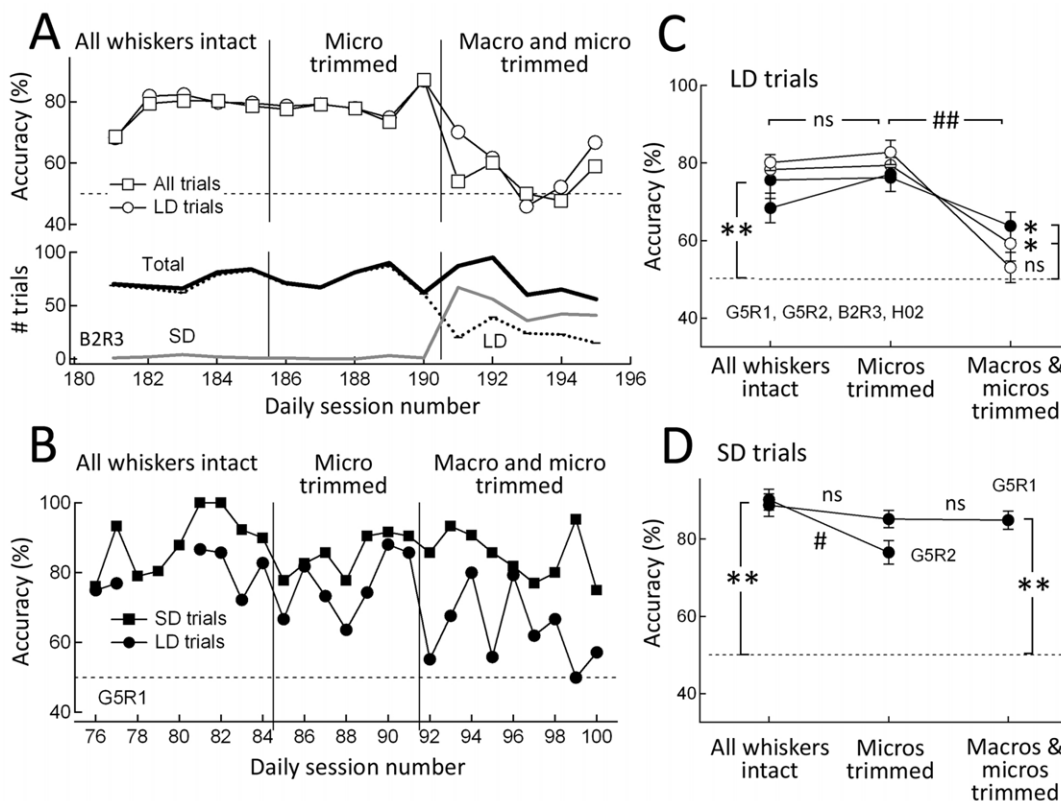 A
All whiskers intact
Micro
trimmed
Macro and micro
trimmed
Accuracy (%)
80
60
40
All trials
LD trials
# trials
100
50
0
Total
B2R3
SD
LD
180
182
184
186
188
190
192
194
196
Daily session number
B
All whiskers intact
Micro
trimmed
Macro and micro
trimmed
Accuracy (%)
100
80
60
40
SD trials
LD trials
G5R1
76
78
80
82
84
86
88
90
92
94
96
98
100
Daily session number
C
LD trials
Accuracy (%)
100
80
60
40
ns
##
**
*
*
ns
G5R1, G5R2, B2R3, H02
All whiskers
intact
Micros
trimmed
Macros &
micros
trimmed
D
SD trials
Accuracy (%)
80
60
40
ns
ns
G5R1
#
G5R2
**
**
All whiskers
intact
Micros
trimmed
Macros &
micros
trimmed